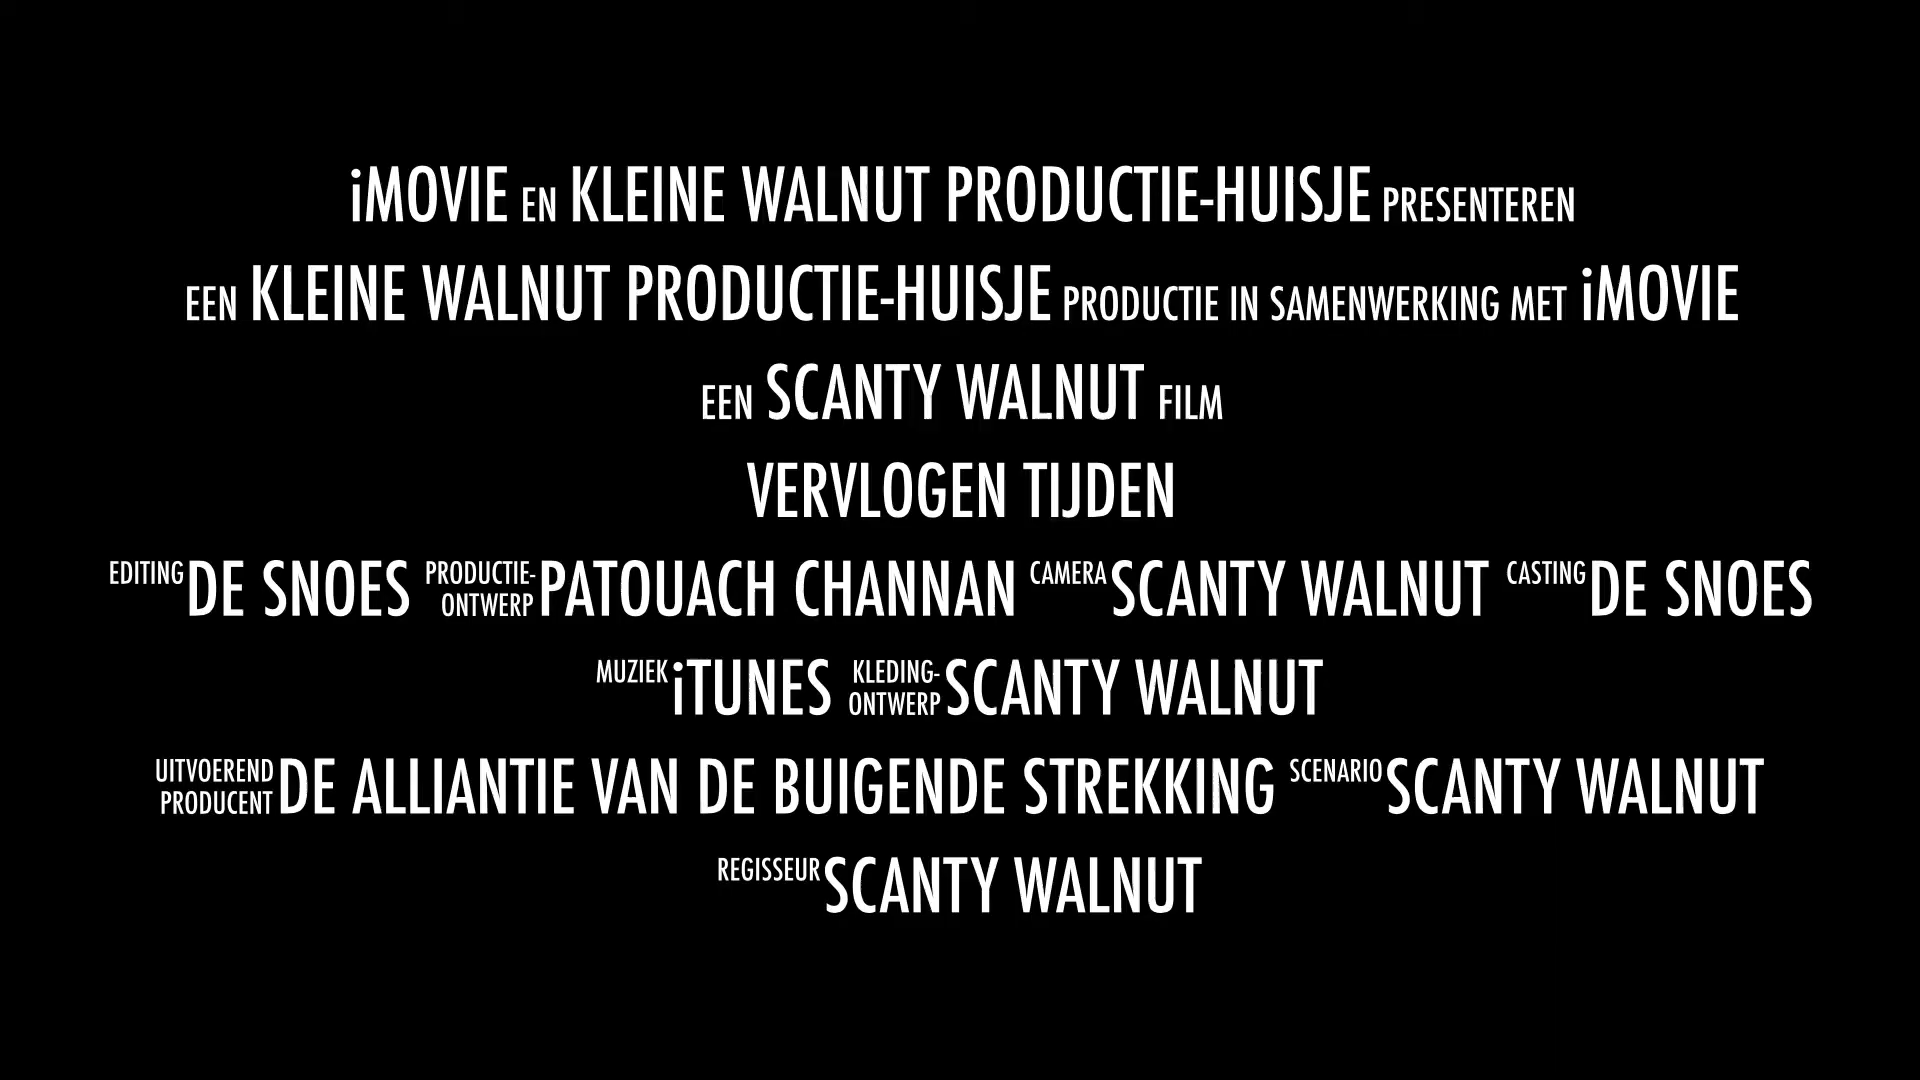 iMOVIE EN KLEINE WALNUT PRODUCTIE-HUISJE PRESENTEREN
EEN KLEINE WALNUT PRODUCTIE-HUISJE PRODUCTIE IN SAMENWERKING MET iMOVIE
EEN SCANTY WALNUT FILM
VERVLOGEN TIJDEN
EDITING DE SNOES PRODUCTIE-ONTWERP PATOUACH CHANNAN CAMERA SCANTY WALNUT CASTING DE SNOES
MUZIEK iTUNES KLEDING-ONTWERP SCANTY WALNUT
UITVOEREND PRODUCENT DE ALLIANTIE VAN DE BUIGENDE STREKKING SCENARIO SCANTY WALNUT
REGISSEUR SCANTY WALNUT